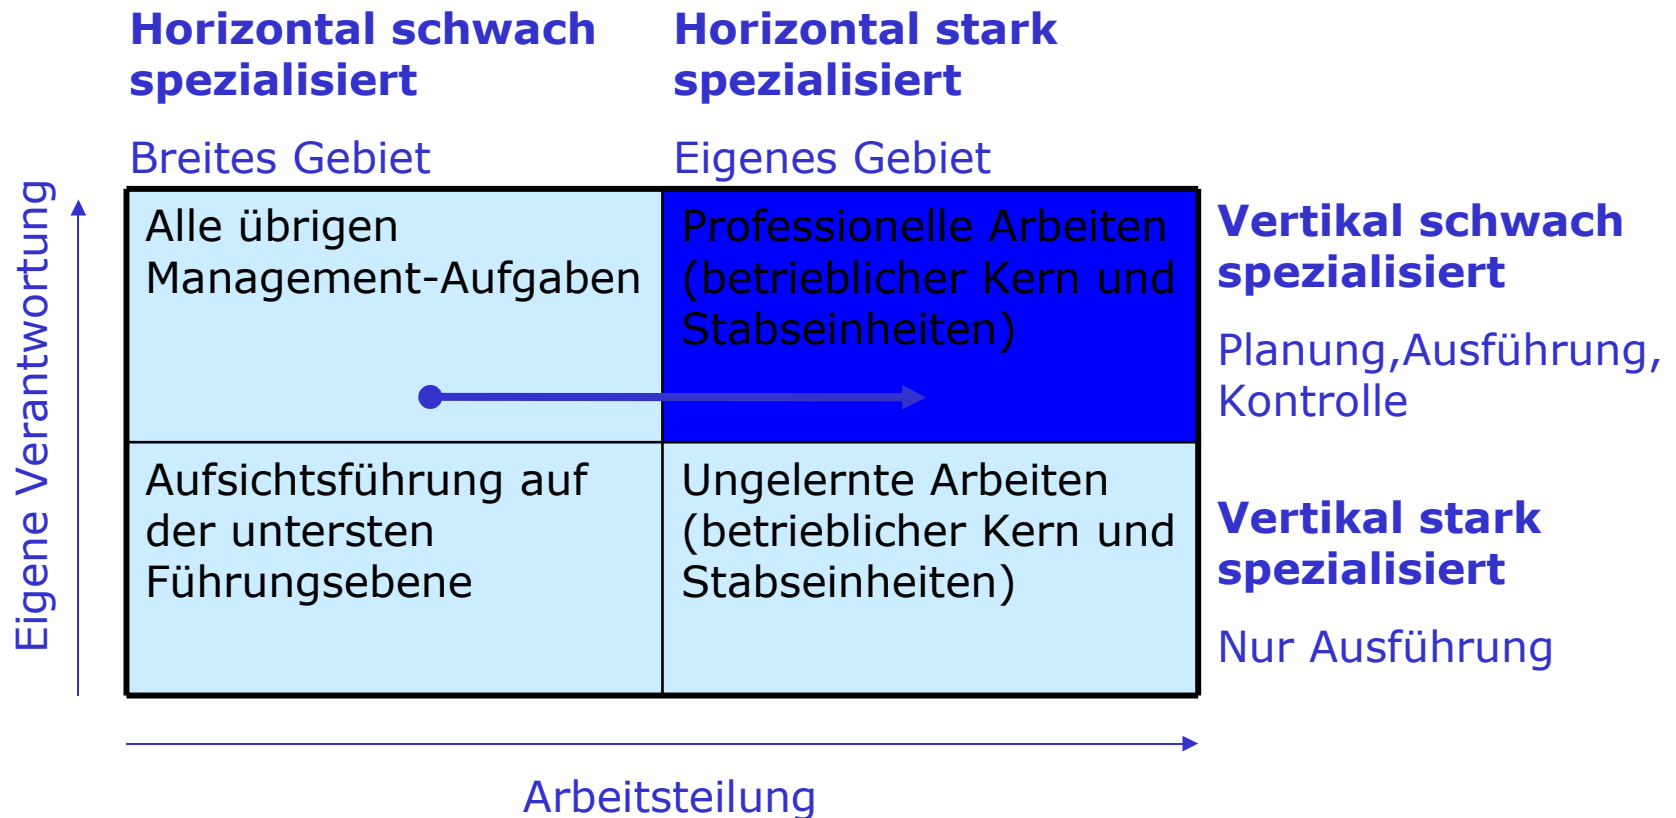 Horizontal schwach
spezialisiert
Breites Gebiet
Horizontal stark
spezialisiert
Eigenes Gebiet
Eigene Verantwortung
Alle übrigen
Management-Aufgaben
Professionelle Arbeiten
(betrieblicher Kern und
Stabseinheiten)
Vertikal schwach
spezialisiert
Planung,Ausführung,
Kontrolle
Aufsichtsführung auf
der untersten
Führungsebene
Ungelernte Arbeiten
(betrieblicher Kern und
Stabseinheiten)
Vertikal stark
spezialisiert
Nur Ausführung
Arbeitsteilung